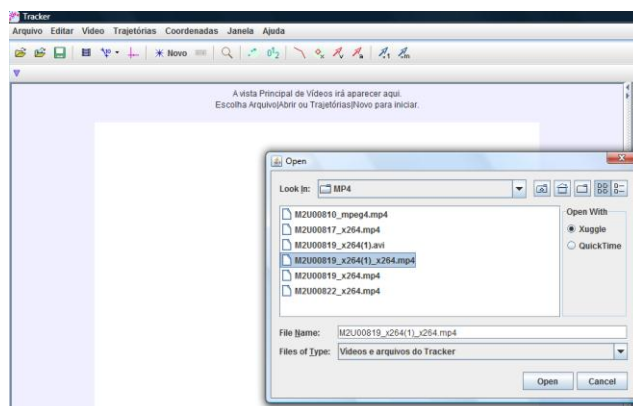 Tracker
Arquivo Editar Video Trajetórias Coordenadas Janela Ajuda
Novo
A vista Principal de Vídeos irá aparecer aqui.
Escolha Arquivo|Abrir ou Trajetórias|Novo para iniciar.
Open
Look In: MP4
M2U00810_mpeg4.mp4
M2U00817_x264.mp4
M2U00819_x264(1).avi
M2U00819_x264(1)_x264.mp4
M2U00819_x264.mp4
M2U00822_x264.mp4
Open With
Xuggle
QuickTime
File Name: M2U00819_x264(1)_x264.mp4
Files of Type: Vídeos e arquivos do Tracker
Open Cancel